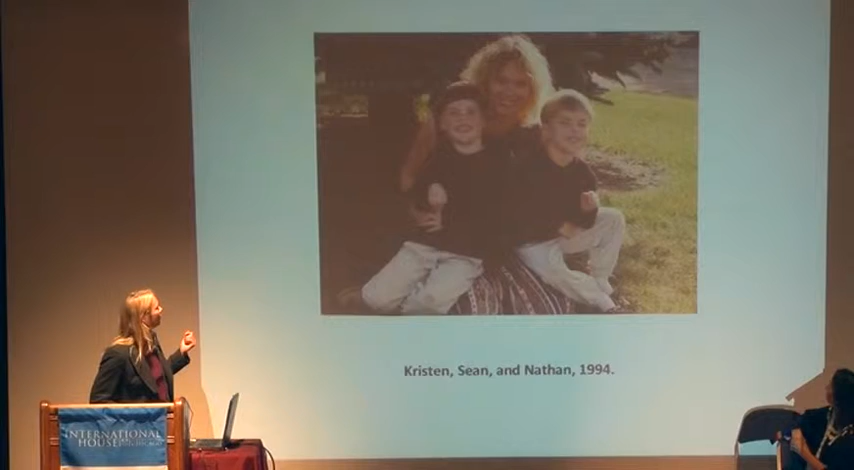 Kristen, Sean, and Nathan, 1994.
INTERNATIONAL
HOUSE